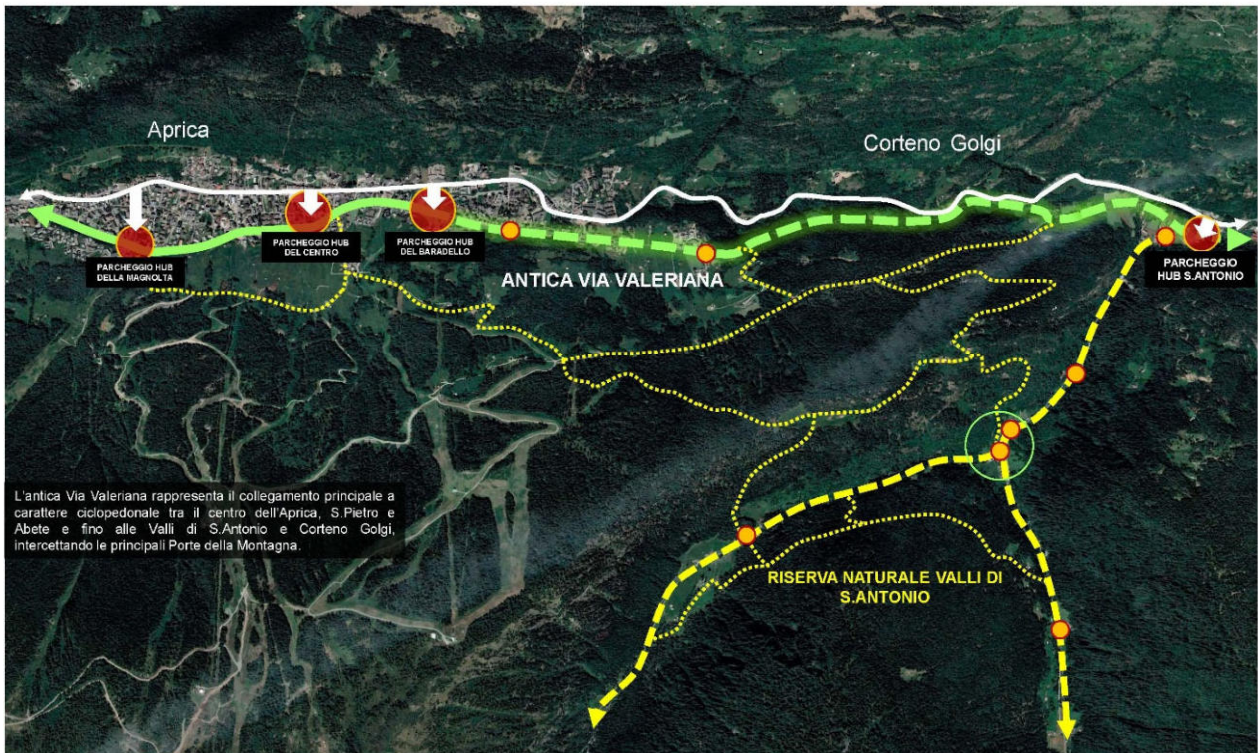 Aprica
Corteno Golgi
PARCHEGGIO HUB
DELLA MAGNOLTA
PARCHEGGIO HUB
DEL CENTRO
PARCHEGGIO HUB
DEL BARADELLO
ANTICA VIA VALERIANA
PARCHEGGIO
HUB S.ANTONIO
L'antica Via Valeriana rappresenta il collegamento principale a
carattere ciclopedonale tra il centro dell'Aprica, S.Pietro e
Abete e fino alle Valli di S.Antonio e Corteno Golgi,
intercettando le principali Porte della Montagna.
RISERVA NATURALE VALLI DI
S.ANTONIO